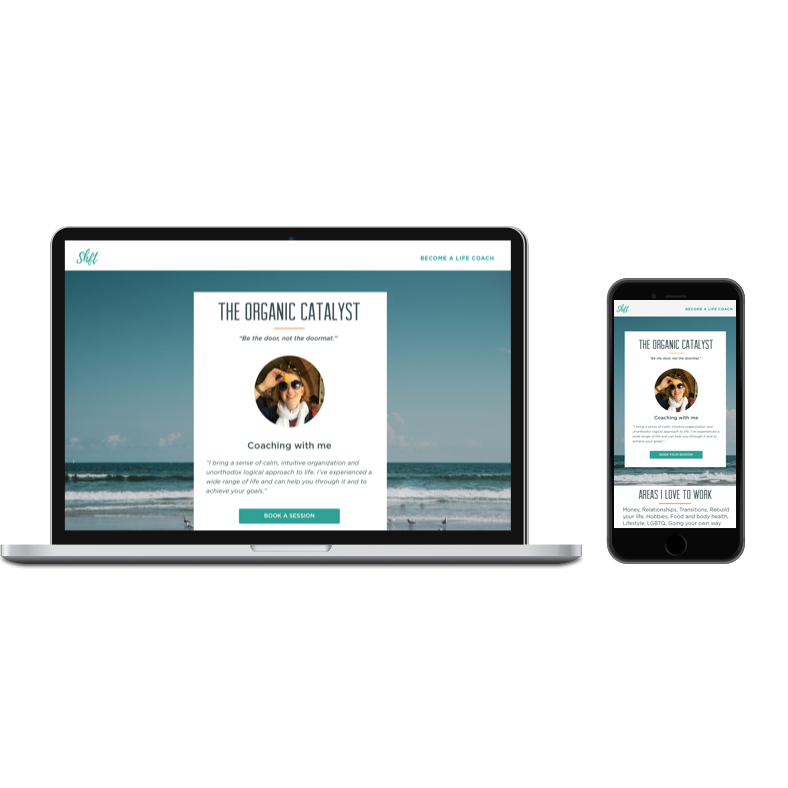 Shft
BECOME A LIFE COACH
THE ORGANIC CATALYST
"Be the door, not the doormat."
Coaching with me
"I bring a sense of calm, intuitive organization and
unorthodox logical approach to life. I've experienced a
wide range of life and can help you through it and to
achieve your goals."
BOOK A SESSION
Shft
BECOME A LIFE COACH
THE ORGANIC CATALYST
"Be the door, not the doormat."
Coaching with me
"I bring a sense of calm, intuitive organization and
unorthodox logical approach to life. I've experienced a
wide range of life and can help you through it and to
achieve your goals."
BOOK YOUR SESSION
AREAS I LOVE TO WORK
Money, Relationships, Transitions, Rebuild
your life, Hobbies, Food and body health,
Lifestyle, LGBTQ, Going your own way